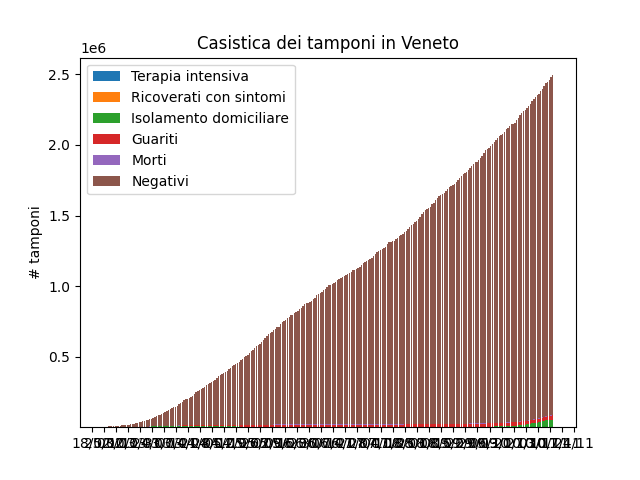 Casistica dei tamponi in Veneto
1e6
Terapia intensiva
Ricoverati con sintomi
Isolamento domiciliare
Guariti
Morti
Negativi
# tamponi
2.5
2.0
1.5
1.0
0.5